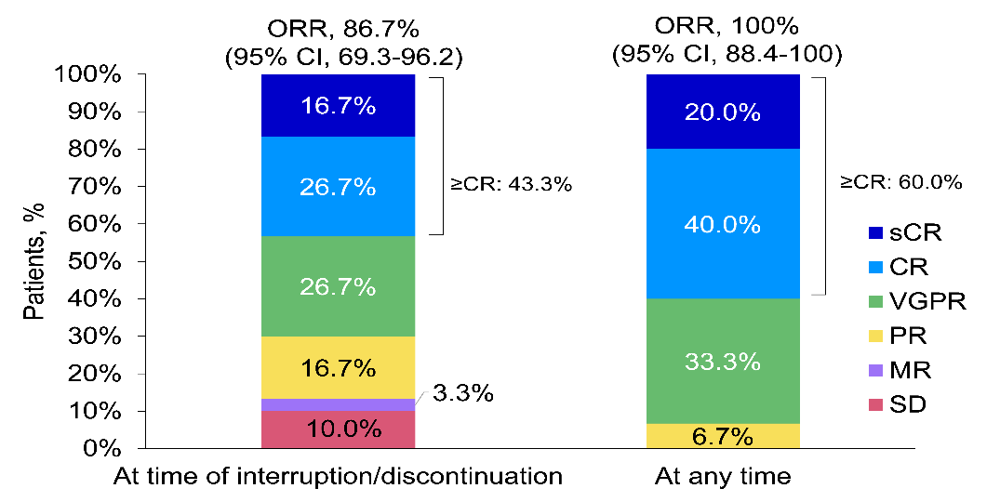 ORR, 86.7%
(95% CI, 69.3-96.2)
ORR, 100%
(95% CI, 88.4-100)
Patients, %
100%
90%
80%
70%
60%
50%
40%
30%
20%
10%
0%
16.7%
26.7%
26.7%
16.7%
3.3%
10.0%
≥CR: 43.3%
20.0%
40.0%
33.3%
6.7%
≥CR: 60.0%
sCR
CR
VGPR
PR
MR
SD
At time of interruption/discontinuation
At any time